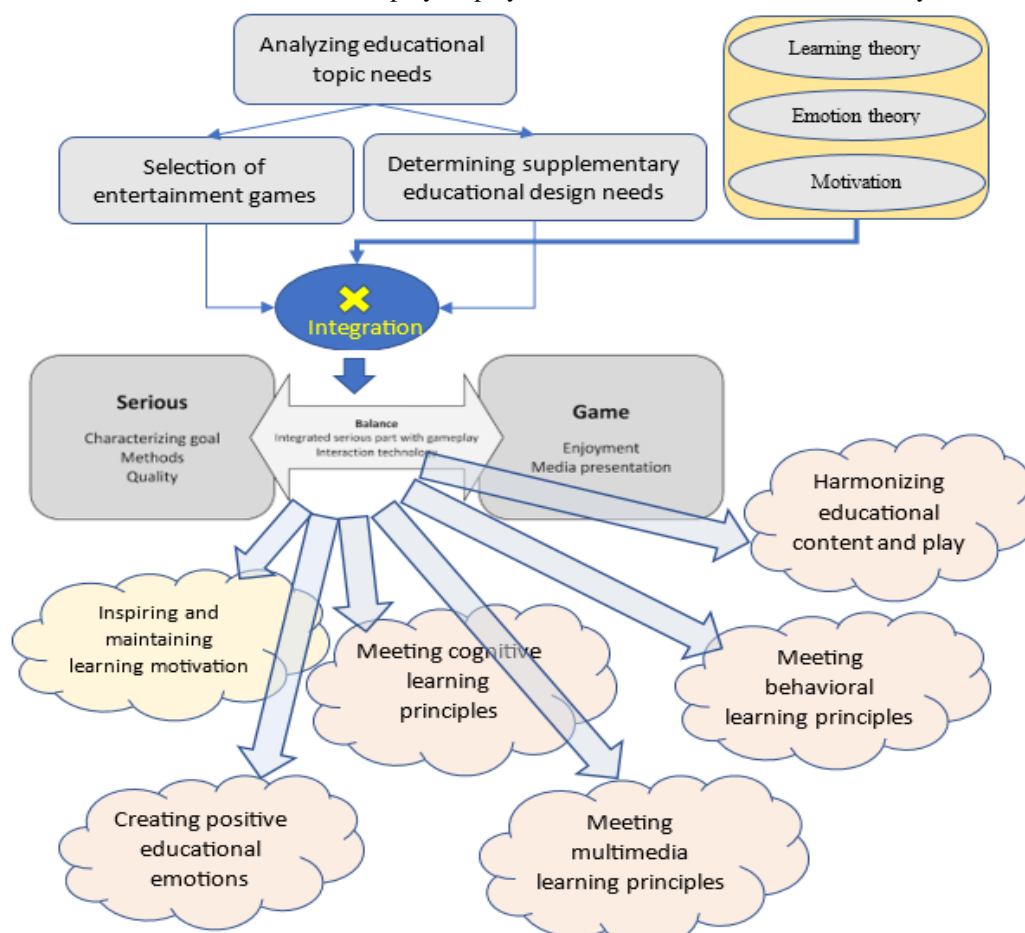 Analyzing educational
topic needs
Learning theory
Emotion theory
Motivation
Selection of
entertainment games
Determining supplementary
educational design needs
Integration
Serious
Characterizing goal
Methods
Quality
Balance
Integrated serious part with gameplay
Interaction technology
Game
Enjoyment
Media presentation
Harmonizing
educational
content and play
Inspiring and
maintaining
learning motivation
Meeting cognitive
learning
principles
Meeting
behavioral
learning principles
Creating positive
educational
emotions
Meeting
multimedia
learning principles